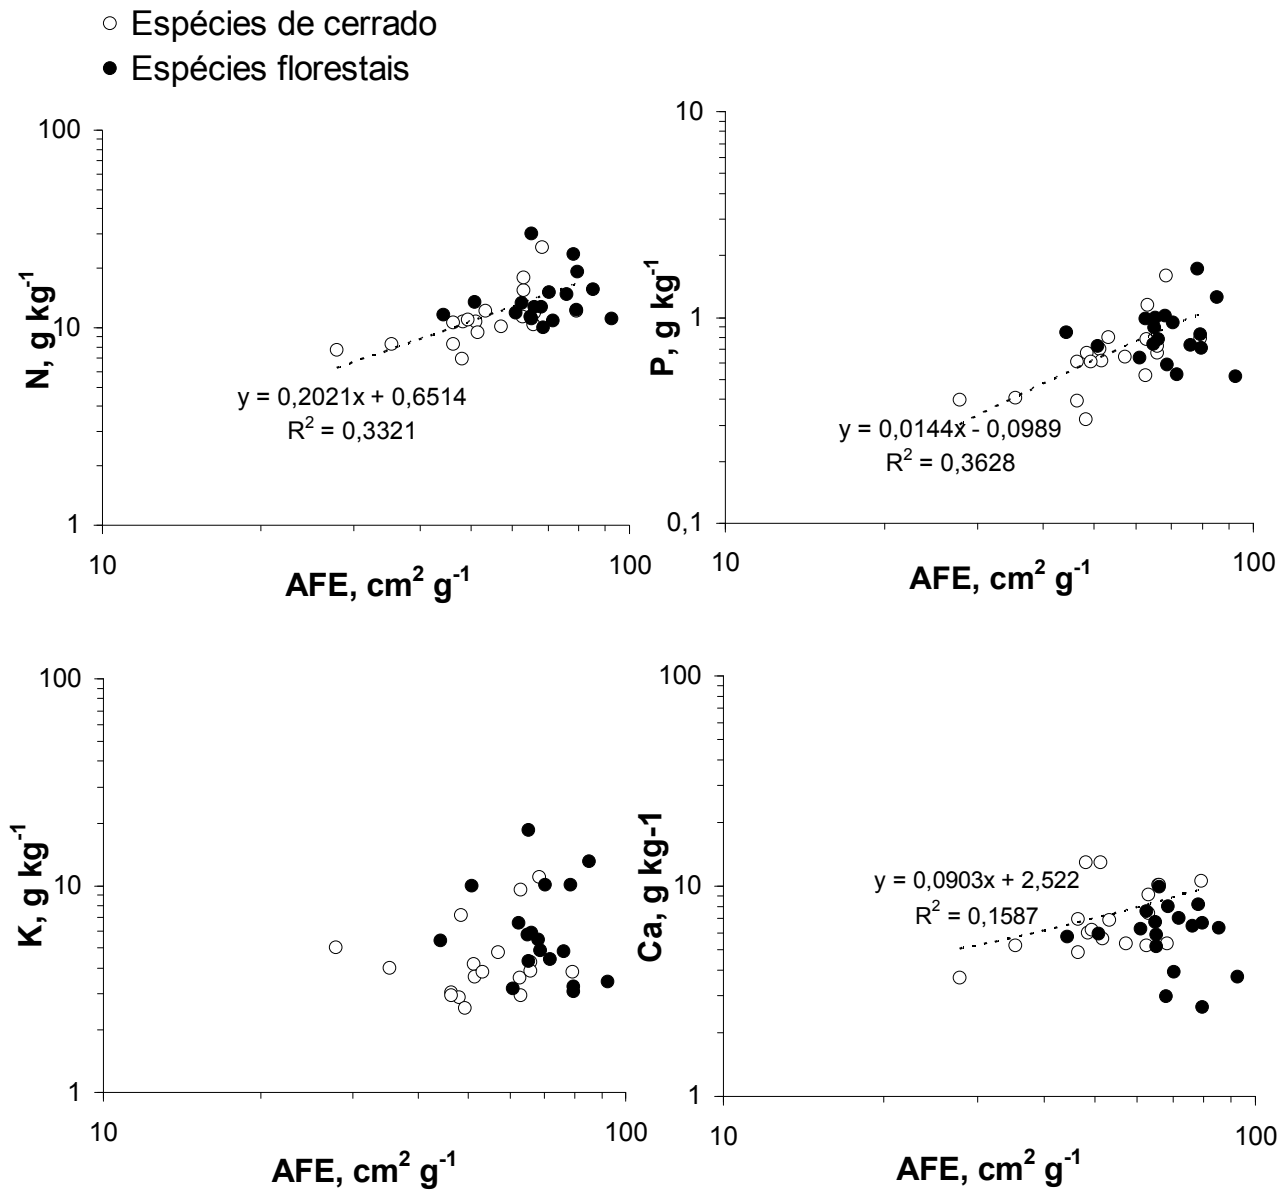 Espécies de cerrado
Espécies florestais
100
10
1
N, g kg⁻¹
y = 0,2021x + 0,6514
R² = 0,3321
10
100
AFE, cm² g⁻¹
10
1
0,1
P, g kg⁻¹
y = 0,0144x - 0,0989
R² = 0,3628
10
100
AFE, cm² g⁻¹
100
10
1
K, g kg⁻¹
10
100
AFE, cm² g⁻¹
100
10
1
Ca, g kg-1
y = 0,0903x + 2,522
R² = 0,1587
10
100
AFE, cm² g⁻¹